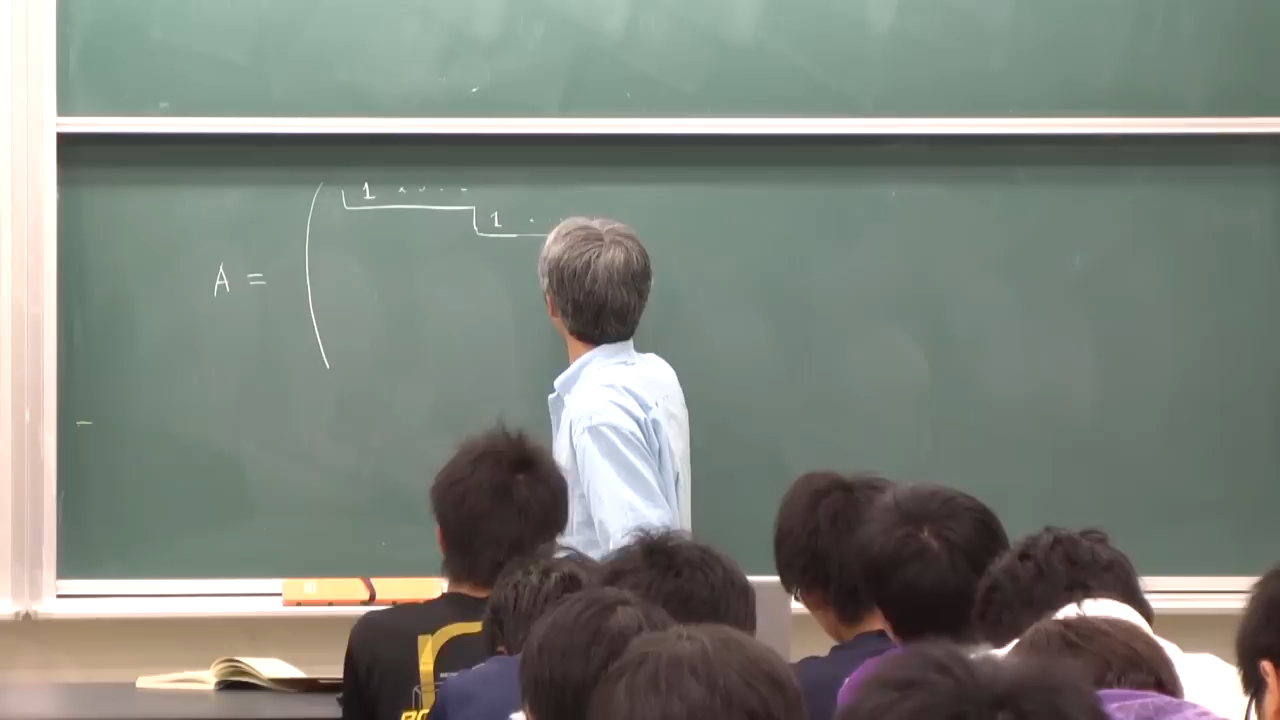 1 . . . .
1 . .
A = (